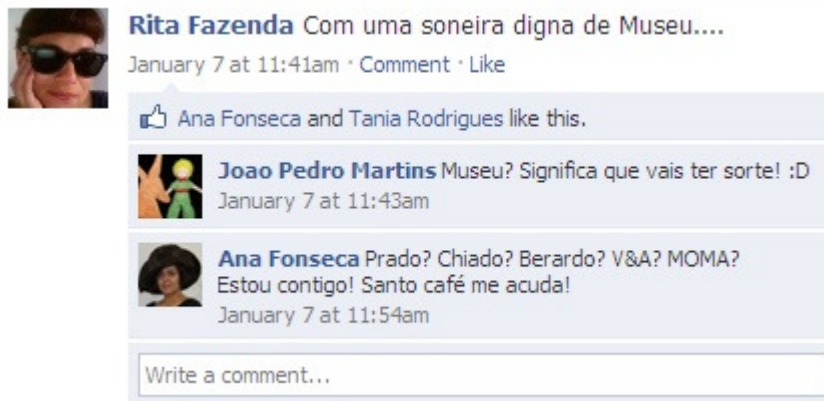 Rita Fazenda Com uma soneira digna de Museu....
January 7 at 11:41am · Comment · Like
Ana Fonseca and Tania Rodrigues like this.
Joao Pedro Martins Museu? Significa que vais ter sorte! :D
January 7 at 11:43am
Ana Fonseca Prado? Chiado? Berardo? V&A? MOMA?
Estou contigo! Santo café me acuda!
January 7 at 11:54am
Write a comment...